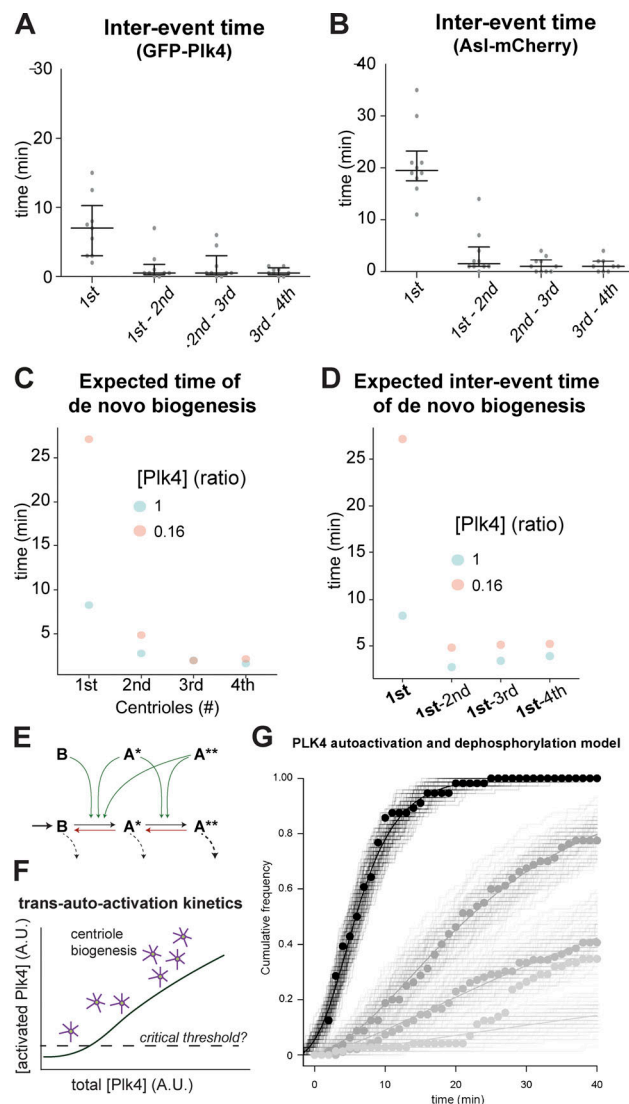 A
Inter-event time
(GFP-Plk4)
time (min)
30
20
10
0
1st
1st - 2nd
2nd - 3rd
3rd - 4th
B
Inter-event time
(Asl-mCherry)
time (min)
40
30
20
10
0
1st
1st - 2nd
2nd - 3rd
3rd - 4th
C
Expected time of
de novo biogenesis
time (min)
25
20
15
10
5
[Plk4] (ratio)
1
0.16
1st
2nd
3rd
4th
Centrioles (#)
D
Expected inter-event time
of de novo biogenesis
time (min)
25
20
15
10
5
[Plk4] (ratio)
1
0.16
1st
1st-2nd
1st-3rd
1st-4th
E
B A* A**
B A* A**
F
trans-auto-activation kinetics
[activated Plk4] (A.U.)
centriole
biogenesis
critical threshold?
total [Plk4] (A.U.)
G
PLK4 autoactivation and dephosphorylation model
Cumulative frequency
1.00
0.8
0.6
0.4
0.2
0
0 10 20 30 40
time (min)